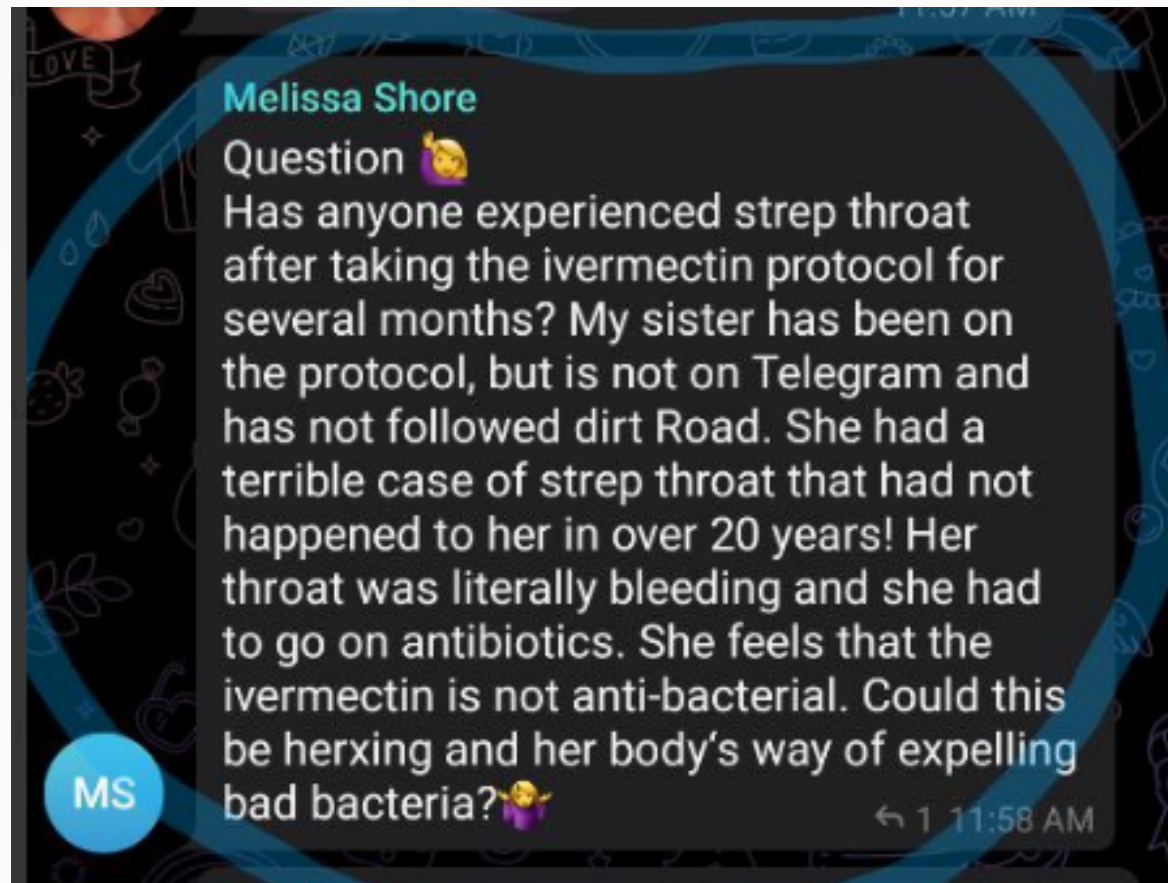 11:57 AM
LOVE
Melissa Shore
Question 🙋‍♀️
Has anyone experienced strep throat
after taking the ivermectin protocol for
several months? My sister has been on
the protocol, but is not on Telegram and
has not followed dirt Road. She had a
terrible case of strep throat that had not
happened to her in over 20 years! Her
throat was literally bleeding and she had
to go on antibiotics. She feels that the
ivermectin is not anti-bacterial. Could this
be herxing and her body‘s way of expelling
bad bacteria?🤷‍♀️
MS
1 11:58 AM